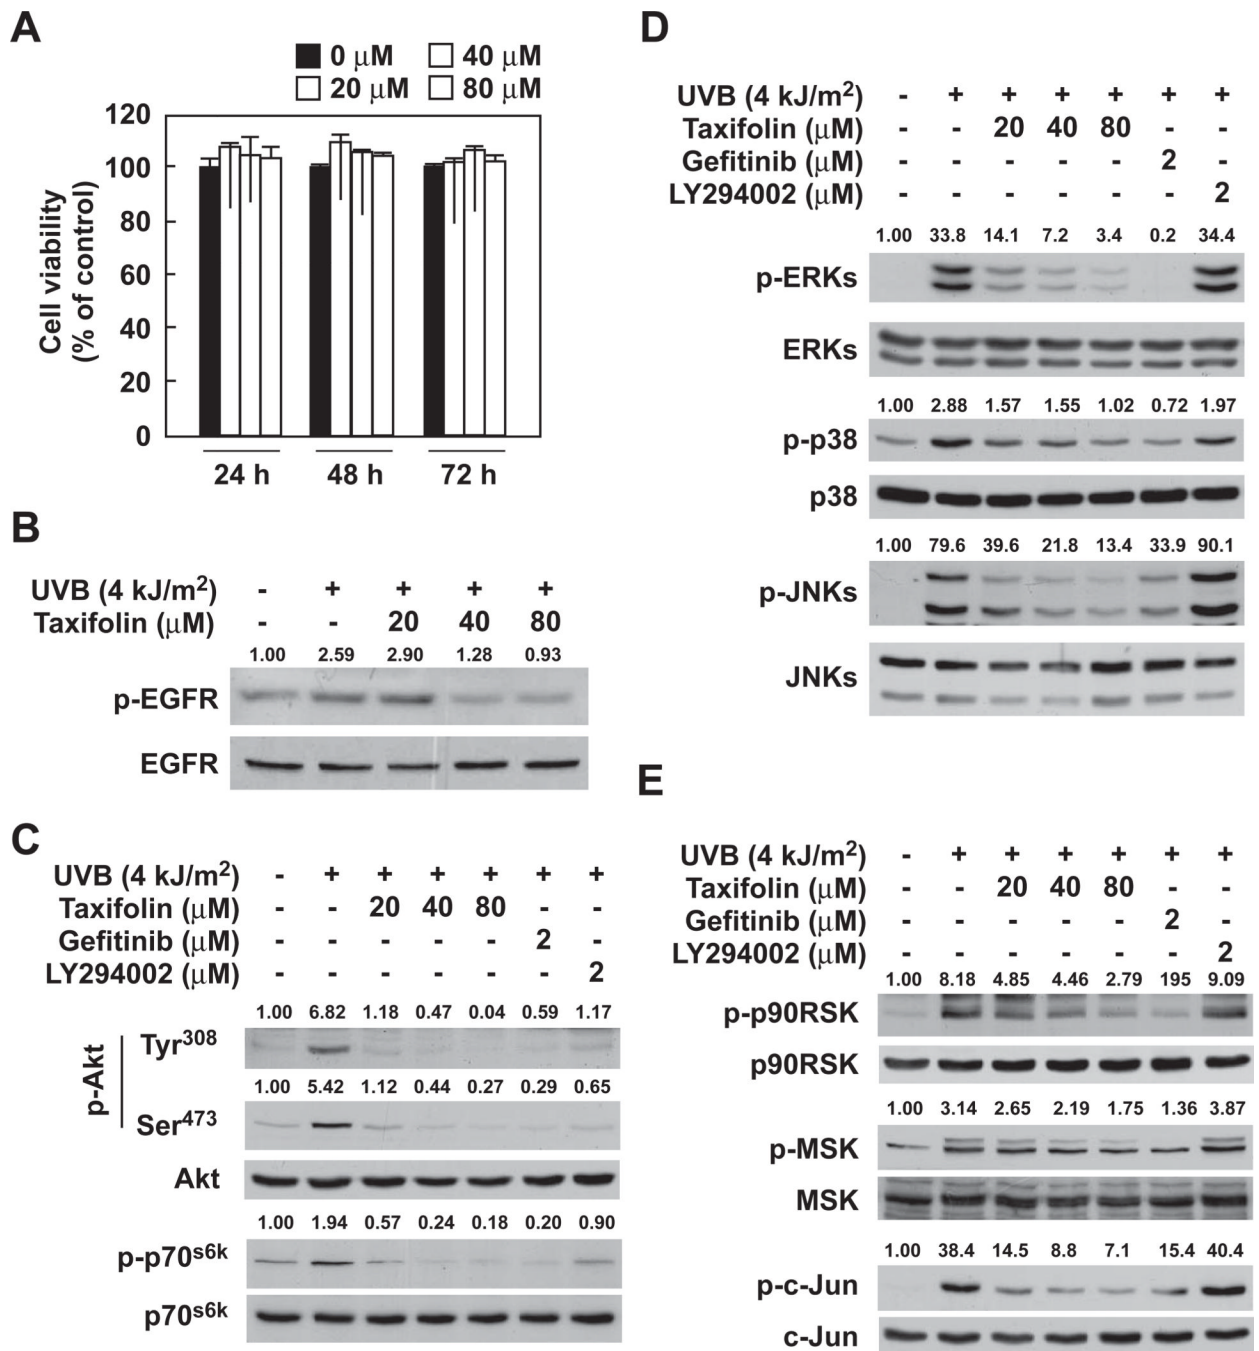 A
0 μM
40 μM
20 μM
80 μM
Cell viability
(% of control)
120
100
80
60
40
20
0
24 h
48 h
72 h
B
UVB (4 kJ/m²) - + + + +
Taxifolin (μM) - - 20 40 80
1.00 2.59 2.90 1.28 0.93
p-EGFR
EGFR
C
UVB (4 kJ/m²) - + + + + + +
Taxifolin (μM) - - 20 40 80 - -
Gefitinib (μM) - - - - - 2 -
LY294002 (μM) - - - - - - 2
1.00 6.82 1.18 0.47 0.04 0.59 1.17
p-Akt
Tyr³⁰⁸
1.00 5.42 1.12 0.44 0.27 0.29 0.65
Ser⁴⁷³
Akt
1.00 1.94 0.57 0.24 0.18 0.20 0.90
p-p70ˢ⁶ᵏ
p70ˢ⁶ᵏ
D
UVB (4 kJ/m²) - + + + + + +
Taxifolin (μM) - - 20 40 80 - -
Gefitinib (μM) - - - - - 2 -
LY294002 (μM) - - - - - - 2
1.00 33.8 14.1 7.2 3.4 0.2 34.4
p-ERKs
ERKs
1.00 2.88 1.57 1.55 1.02 0.72 1.97
p-p38
p38
1.00 79.6 39.6 21.8 13.4 33.9 90.1
p-JNKs
JNKs
E
UVB (4 kJ/m²) - + + + + + +
Taxifolin (μM) - - 20 40 80 - -
Gefitinib (μM) - - - - - 2 -
LY294002 (μM) - - - - - - 2
1.00 8.18 4.85 4.46 2.79 195 9.09
p-p90RSK
p90RSK
1.00 3.14 2.65 2.19 1.75 1.36 3.87
p-MSK
MSK
1.00 38.4 14.5 8.8 7.1 15.4 40.4
p-c-Jun
c-Jun